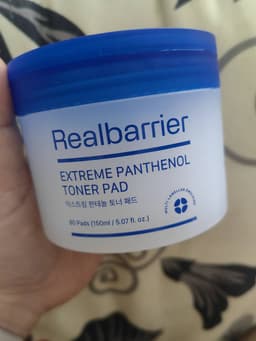 Realbarrier
EXTREME PANTHENOL
TONER PAD
익스트림 판테놀 토너 패드
80 Pads (150ml / 5.07 fl. oz.)